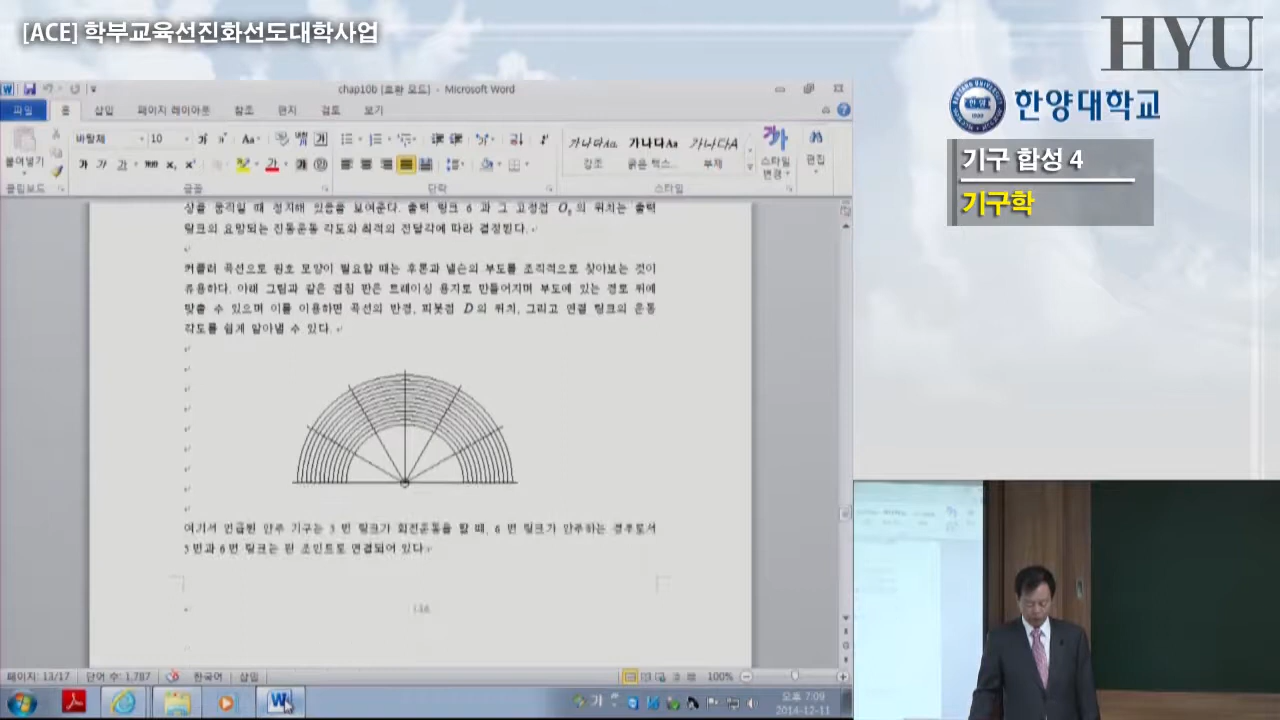 [ACE] 학부교육선진화선도대학사업
HYU
한양대학교
기구 합성 4
기구학
chap10b [호환 모드] - Microsoft Word
파일 홈 삽입 페이지 레이아웃 참조 편지 검토 보기
바탕체 10
가나다AaI 가나다Aa 가나다A
붙여넣기 강조 굵은 텍스... 부제 스타일 변경 편집
클립보드 글꼴 단락 스타일
상을 움직일 때 정지해 있음을 보여준다. 출력 링크 6 과 그 고정점 의 위치는 출력
링크의 요망되는 진동운동 각도와 최적의 전달각에 따라 결정된다.
커플러 곡선으로 원호 모양이 필요할 때는 후론과 넬슨의 부도를 조직적으로 찾아보는 것이
유용하다. 아래 그림과 같은 겹침 판은 트레이싱 용지로 만들어지며 부도에 있는 경로 위에
맞출 수 있으며 이를 이용하면 곡선의 반경, 피봇점 D 의 위치, 그리고 연결 링크의 운동
각도를 쉽게 알아낼 수 있다.
여기서 언급된 안주 기구는 3 번 링크가 회전운동을 할 때, 6 번 링크가 안주하는 경우로서
5 번과 6 번 링크는 핀 조인트로 연결되어 있다.
페이지: 13/17 단어 수: 1,787 한국어 삽입 100%
오후 7:09
2014-12-11